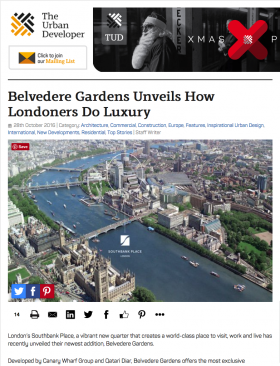 The
Urban
Developer
TUD
XMAS P
Click to join
our Mailing List
Belvedere Gardens Unveils How
Londoners Do Luxury
28th October 2016 | Category: Architecture, Commercial, Construction, Europe, Features, Inspirational Urban Design,
International, New Developments, Residential, Top Stories | Staff Writer
Save
SOUTHBANK PLACE
LONDON
14
London's Southbank Place, a vibrant new quarter that creates a world-class place to visit, work and live has
recently unveiled their newest addition, Belvedere Gardens.
Developed by Canary Wharf Group and Qatari Diar, Belvedere Gardens offers the most exclusive